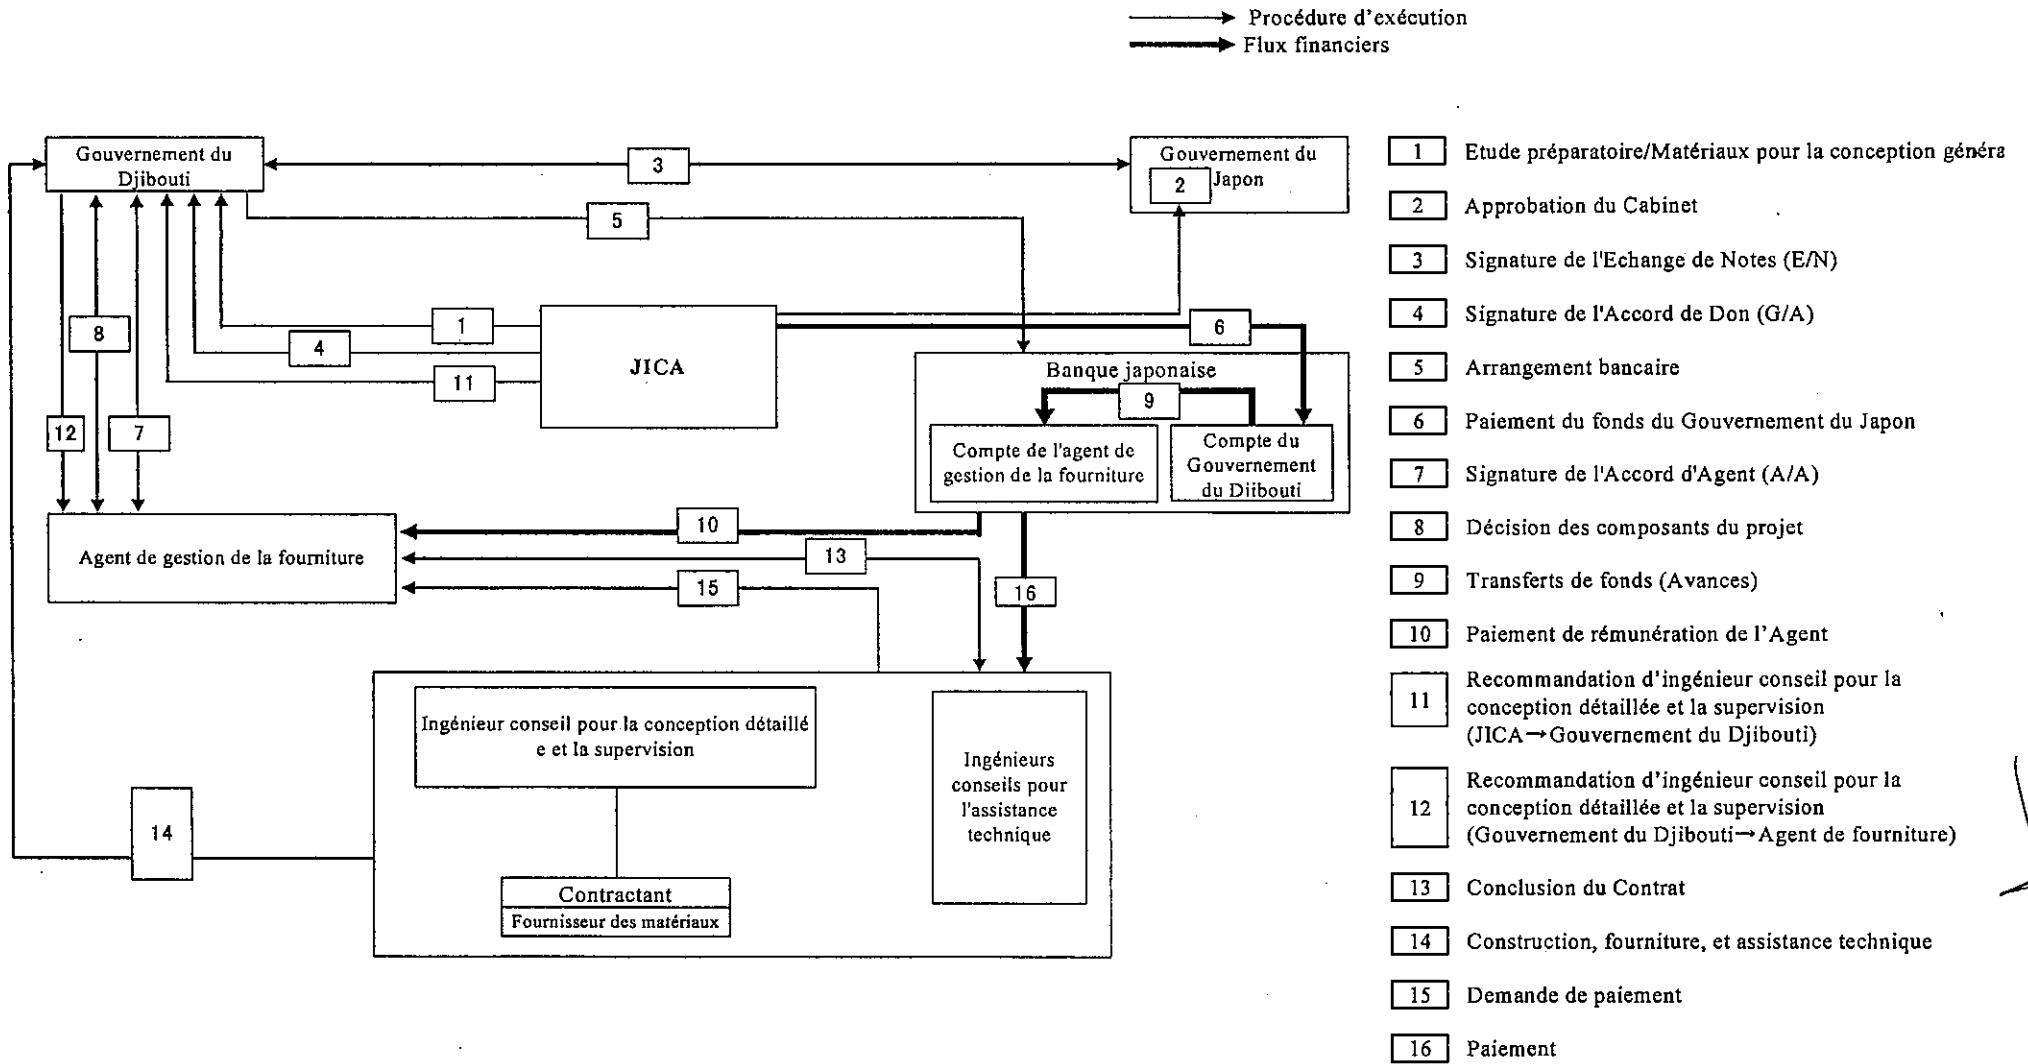 Procédure d'exécution
Flux financiers
Gouvernement du
Djibouti
3
Gouvernement du
Japon
2
5
1
4
11
JICA
6
8
12
7
Banque japonaise
9
Compte de l'agent de
gestion de la fourniture
Compte du
Gouvernement
du Diibouti
10
13
15
16
Agent de gestion de la fourniture
Ingénieur conseil pour la conception détaillé
e et la supervision
Ingénieurs
conseils pour
l'assistance
technique
14
Contractant
Fournisseur des matériaux
1 Etude préparatoire/Matériaux pour la conception généra
2 Approbation du Cabinet
3 Signature de l'Echange de Notes (E/N)
4 Signature de l'Accord de Don (G/A)
5 Arrangement bancaire
6 Paiement du fonds du Gouvernement du Japon
7 Signature de l'Accord d'Agent (A/A)
8 Décision des composants du projet
9 Transferts de fonds (Avances)
10 Paiement de rémunération de l'Agent
11 Recommandation d'ingénieur conseil pour la
conception détaillée et la supervision
(JICA→Gouvernement du Djibouti)
12 Recommandation d'ingénieur conseil pour la
conception détaillée et la supervision
(Gouvernement du Djibouti→Agent de fourniture)
13 Conclusion du Contrat
14 Construction, fourniture, et assistance technique
15 Demande de paiement
16 Paiement